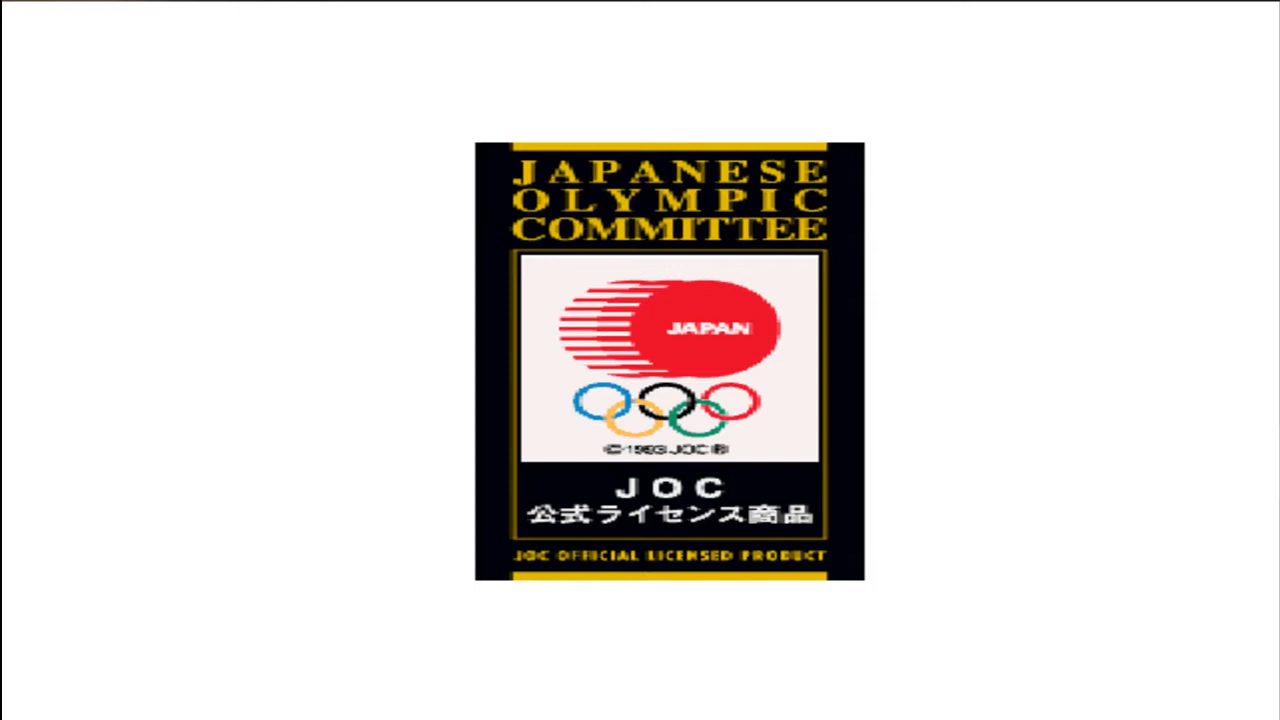 JAPANESE
OLYMPIC
COMMITTEE
JAPAN
©1993 JOC®
JOC
公式ライセンス商品
JOC OFFICIAL LICENSED PRODUCT